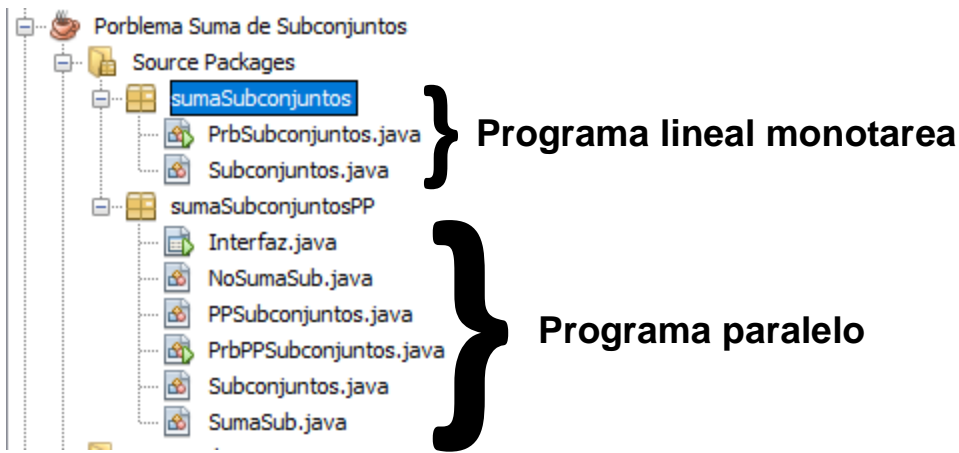 Porblema Suma de Subconjuntos
Source Packages
sumaSubconjuntos
PrbSubconjuntos.java
Subconjuntos.java
} Programa lineal monotarea
sumaSubconjuntosPP
Interfaz.java
NoSumaSub.java
PPSubconjuntos.java
PrbPPSubconjuntos.java
Subconjuntos.java
SumaSub.java
} Programa paralelo